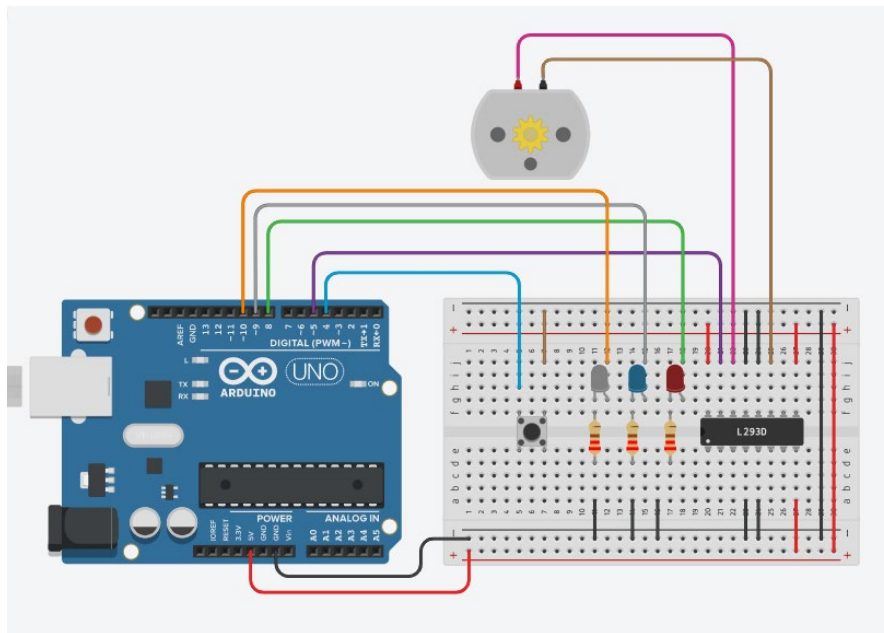 AREF
GND
13
12
~11
~10
~9
8
7
~6
~5
4
~3
2
TX→1
RX←0
DIGITAL (PWM~)
L
TX
RX
ARDUINO
UNO
ON
POWER
ANALOG IN
IOREF
RESET
3.3V
5V
GND
GND
Vin
A0
A1
A2
A3
A4
A5
L293D
j
i
h
g
f
e
d
c
b
a